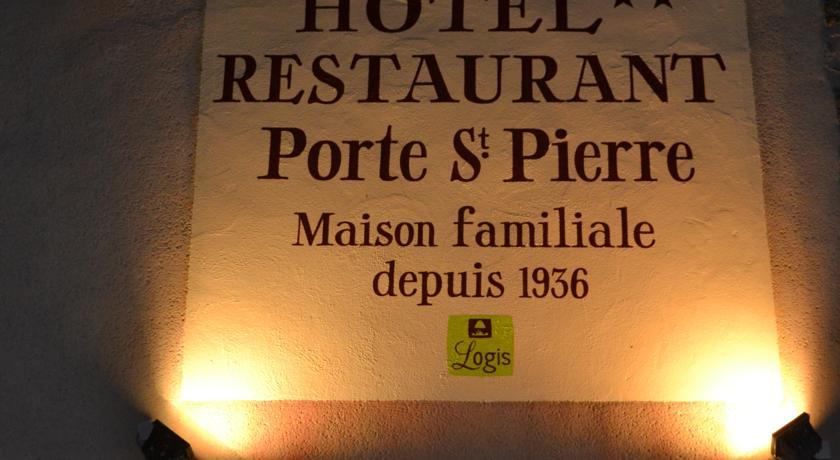 HOTEL**
RESTAURANT
Porte St. Pierre
Maison familiale
depuis 1936
Logis